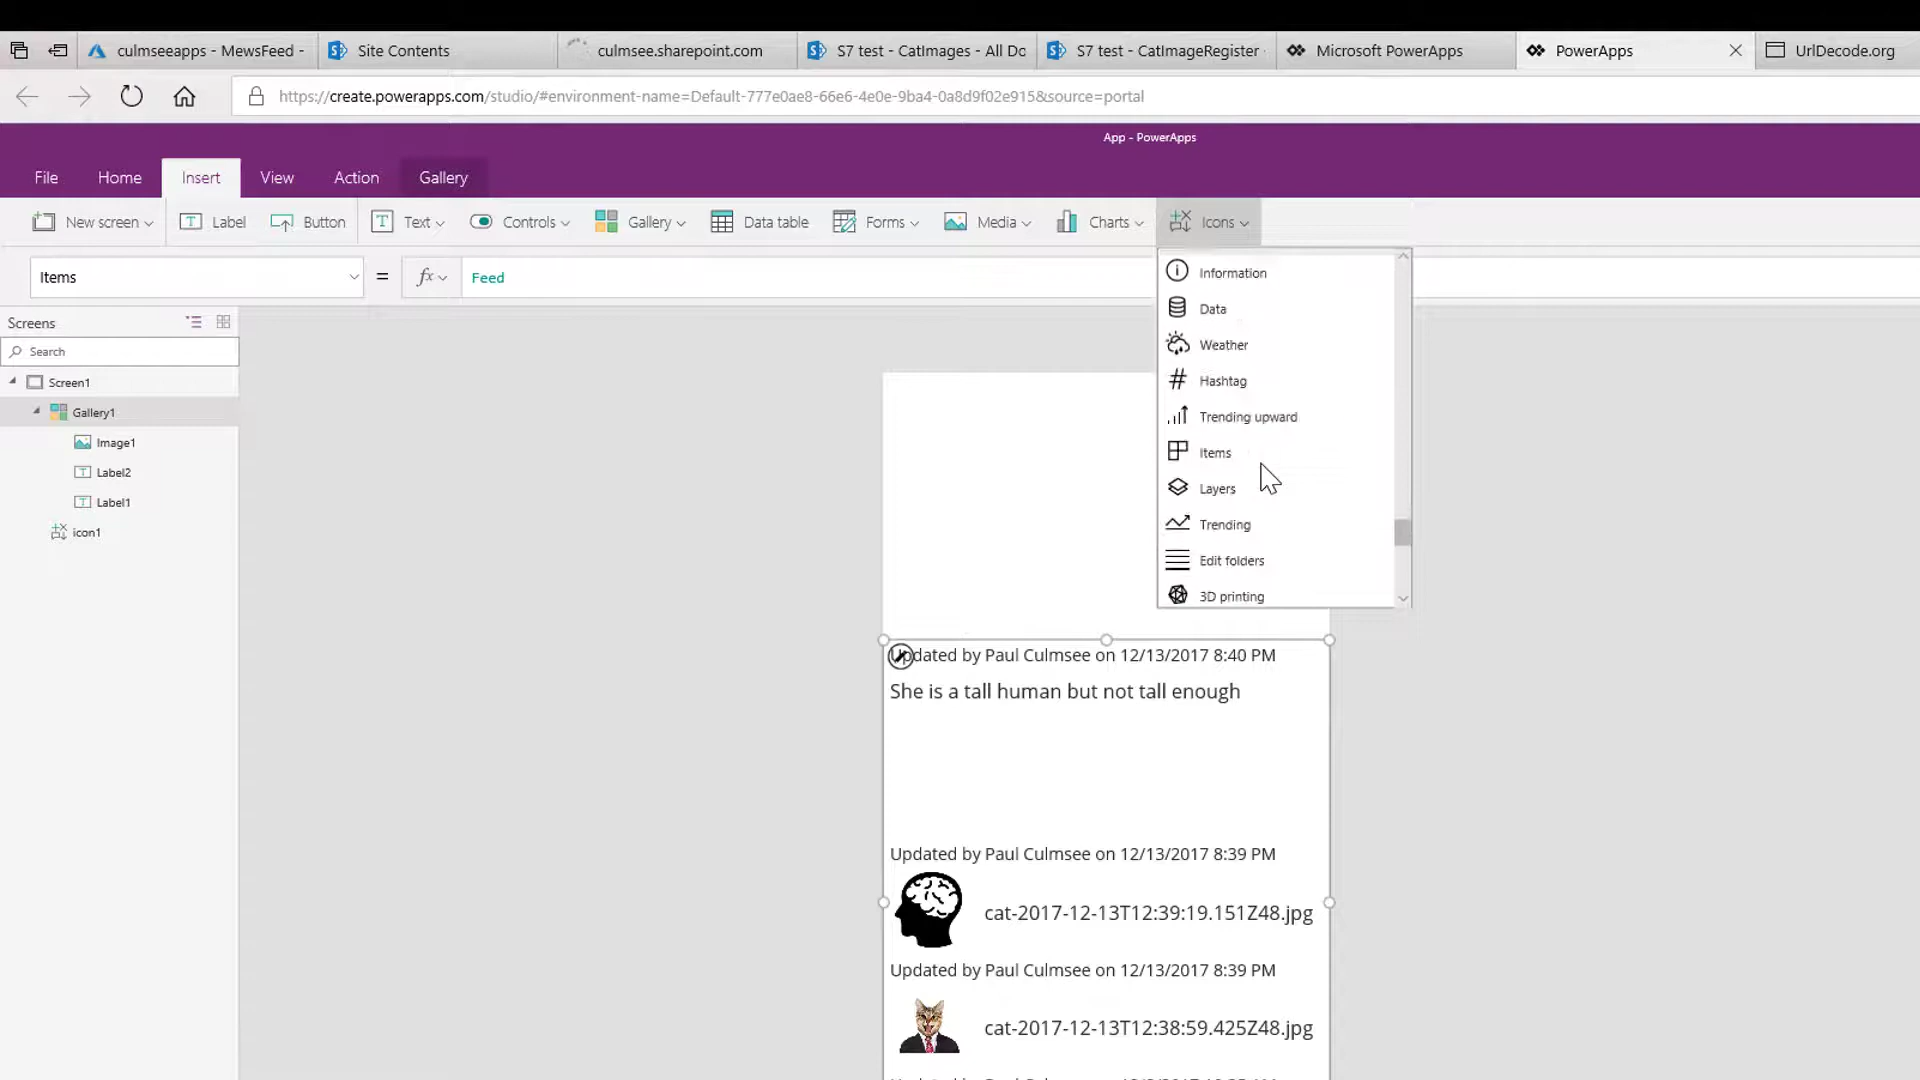 culmseeapps - MewsFeed -
Site Contents
culmsee.sharepoint.com
S7 test - CatImages - All Do
S7 test - CatImageRegister
Microsoft PowerApps
PowerApps
UrlDecode.org
https://create.powerapps.com/studio/#environment-name=Default-777e0ae8-66e6-4e0e-9ba4-0a8d9f02e915&source=portal
App - PowerApps
File
Home
Insert
View
Action
Gallery
New screen
Label
Button
Text
Controls
Gallery
Data table
Forms
Media
Charts
Icons
Items
=
fx
Feed
Screens
Search
Screen1
Gallery1
Image1
Label2
Label1
icon1
Information
Data
Weather
Hashtag
Trending upward
Items
Layers
Trending
Edit folders
3D printing
Updated by Paul Culmsee on 12/13/2017 8:40 PM
She is a tall human but not tall enough
Updated by Paul Culmsee on 12/13/2017 8:39 PM
cat-2017-12-13T12:39:19.151Z48.jpg
Updated by Paul Culmsee on 12/13/2017 8:39 PM
cat-2017-12-13T12:38:59.425Z48.jpg